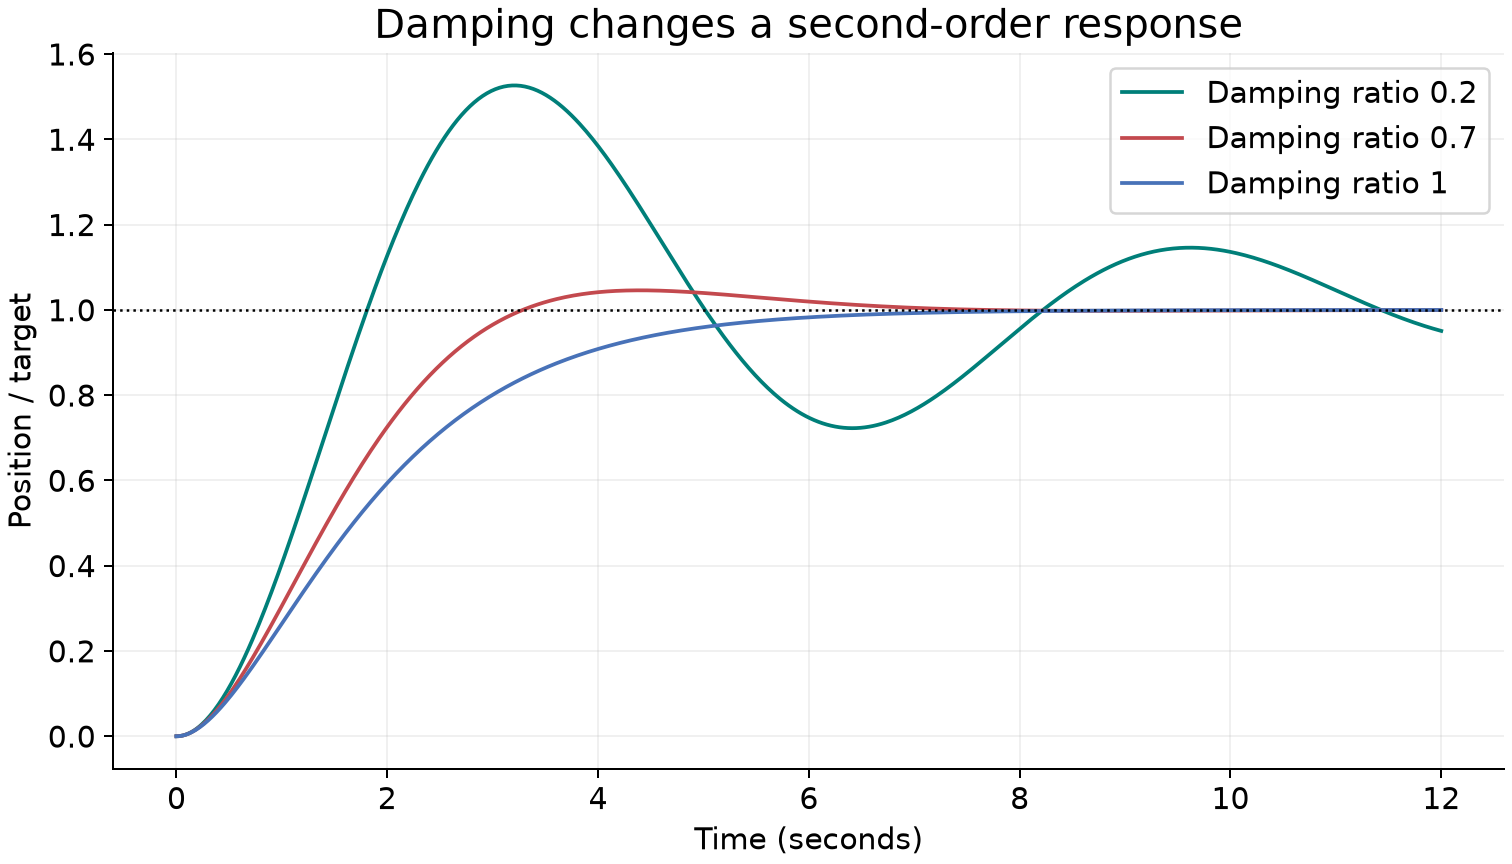 Damping changes a second-order response
1.6
1.4
1.2
1.0
0.8
0.6
0.4
0.2
0.0
Position / target
Damping ratio 0.2
Damping ratio 0.7
Damping ratio 1
0 2 4 6 8 10 12
Time (seconds)